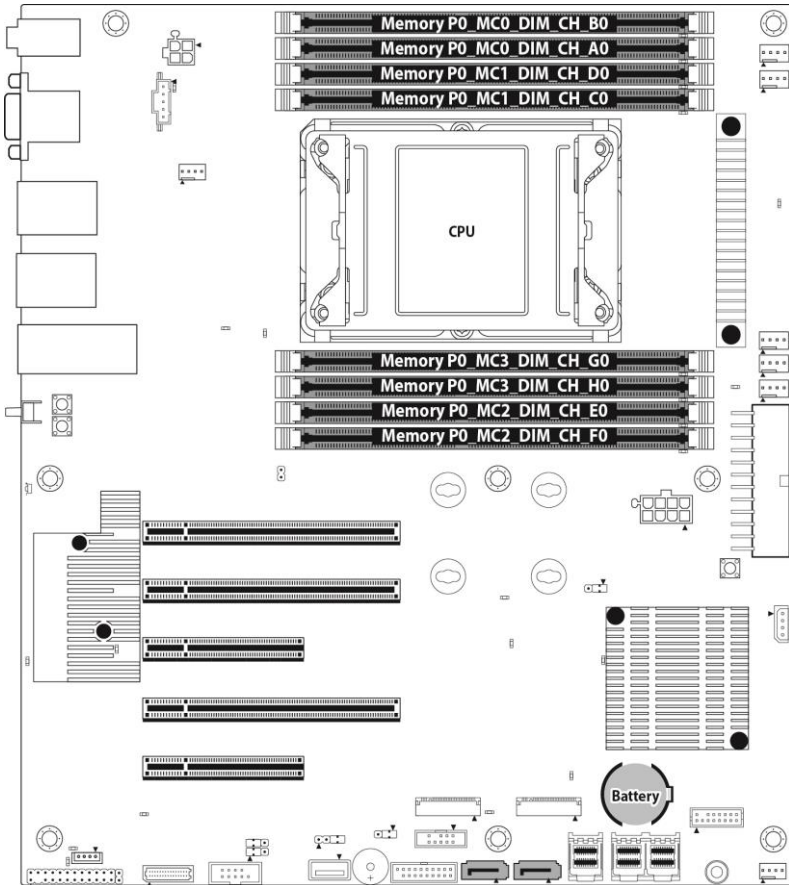 Memory P0_MC0_DIM_CH_B0
Memory P0_MC0_DIM_CH_A0
Memory P0_MC1_DIM_CH_D0
Memory P0_MC1_DIM_CH_C0
CPU
Memory P0_MC3_DIM_CH_G0
Memory P0_MC3_DIM_CH_H0
Memory P0_MC2_DIM_CH_E0
Memory P0_MC2_DIM_CH_F0
Battery
+